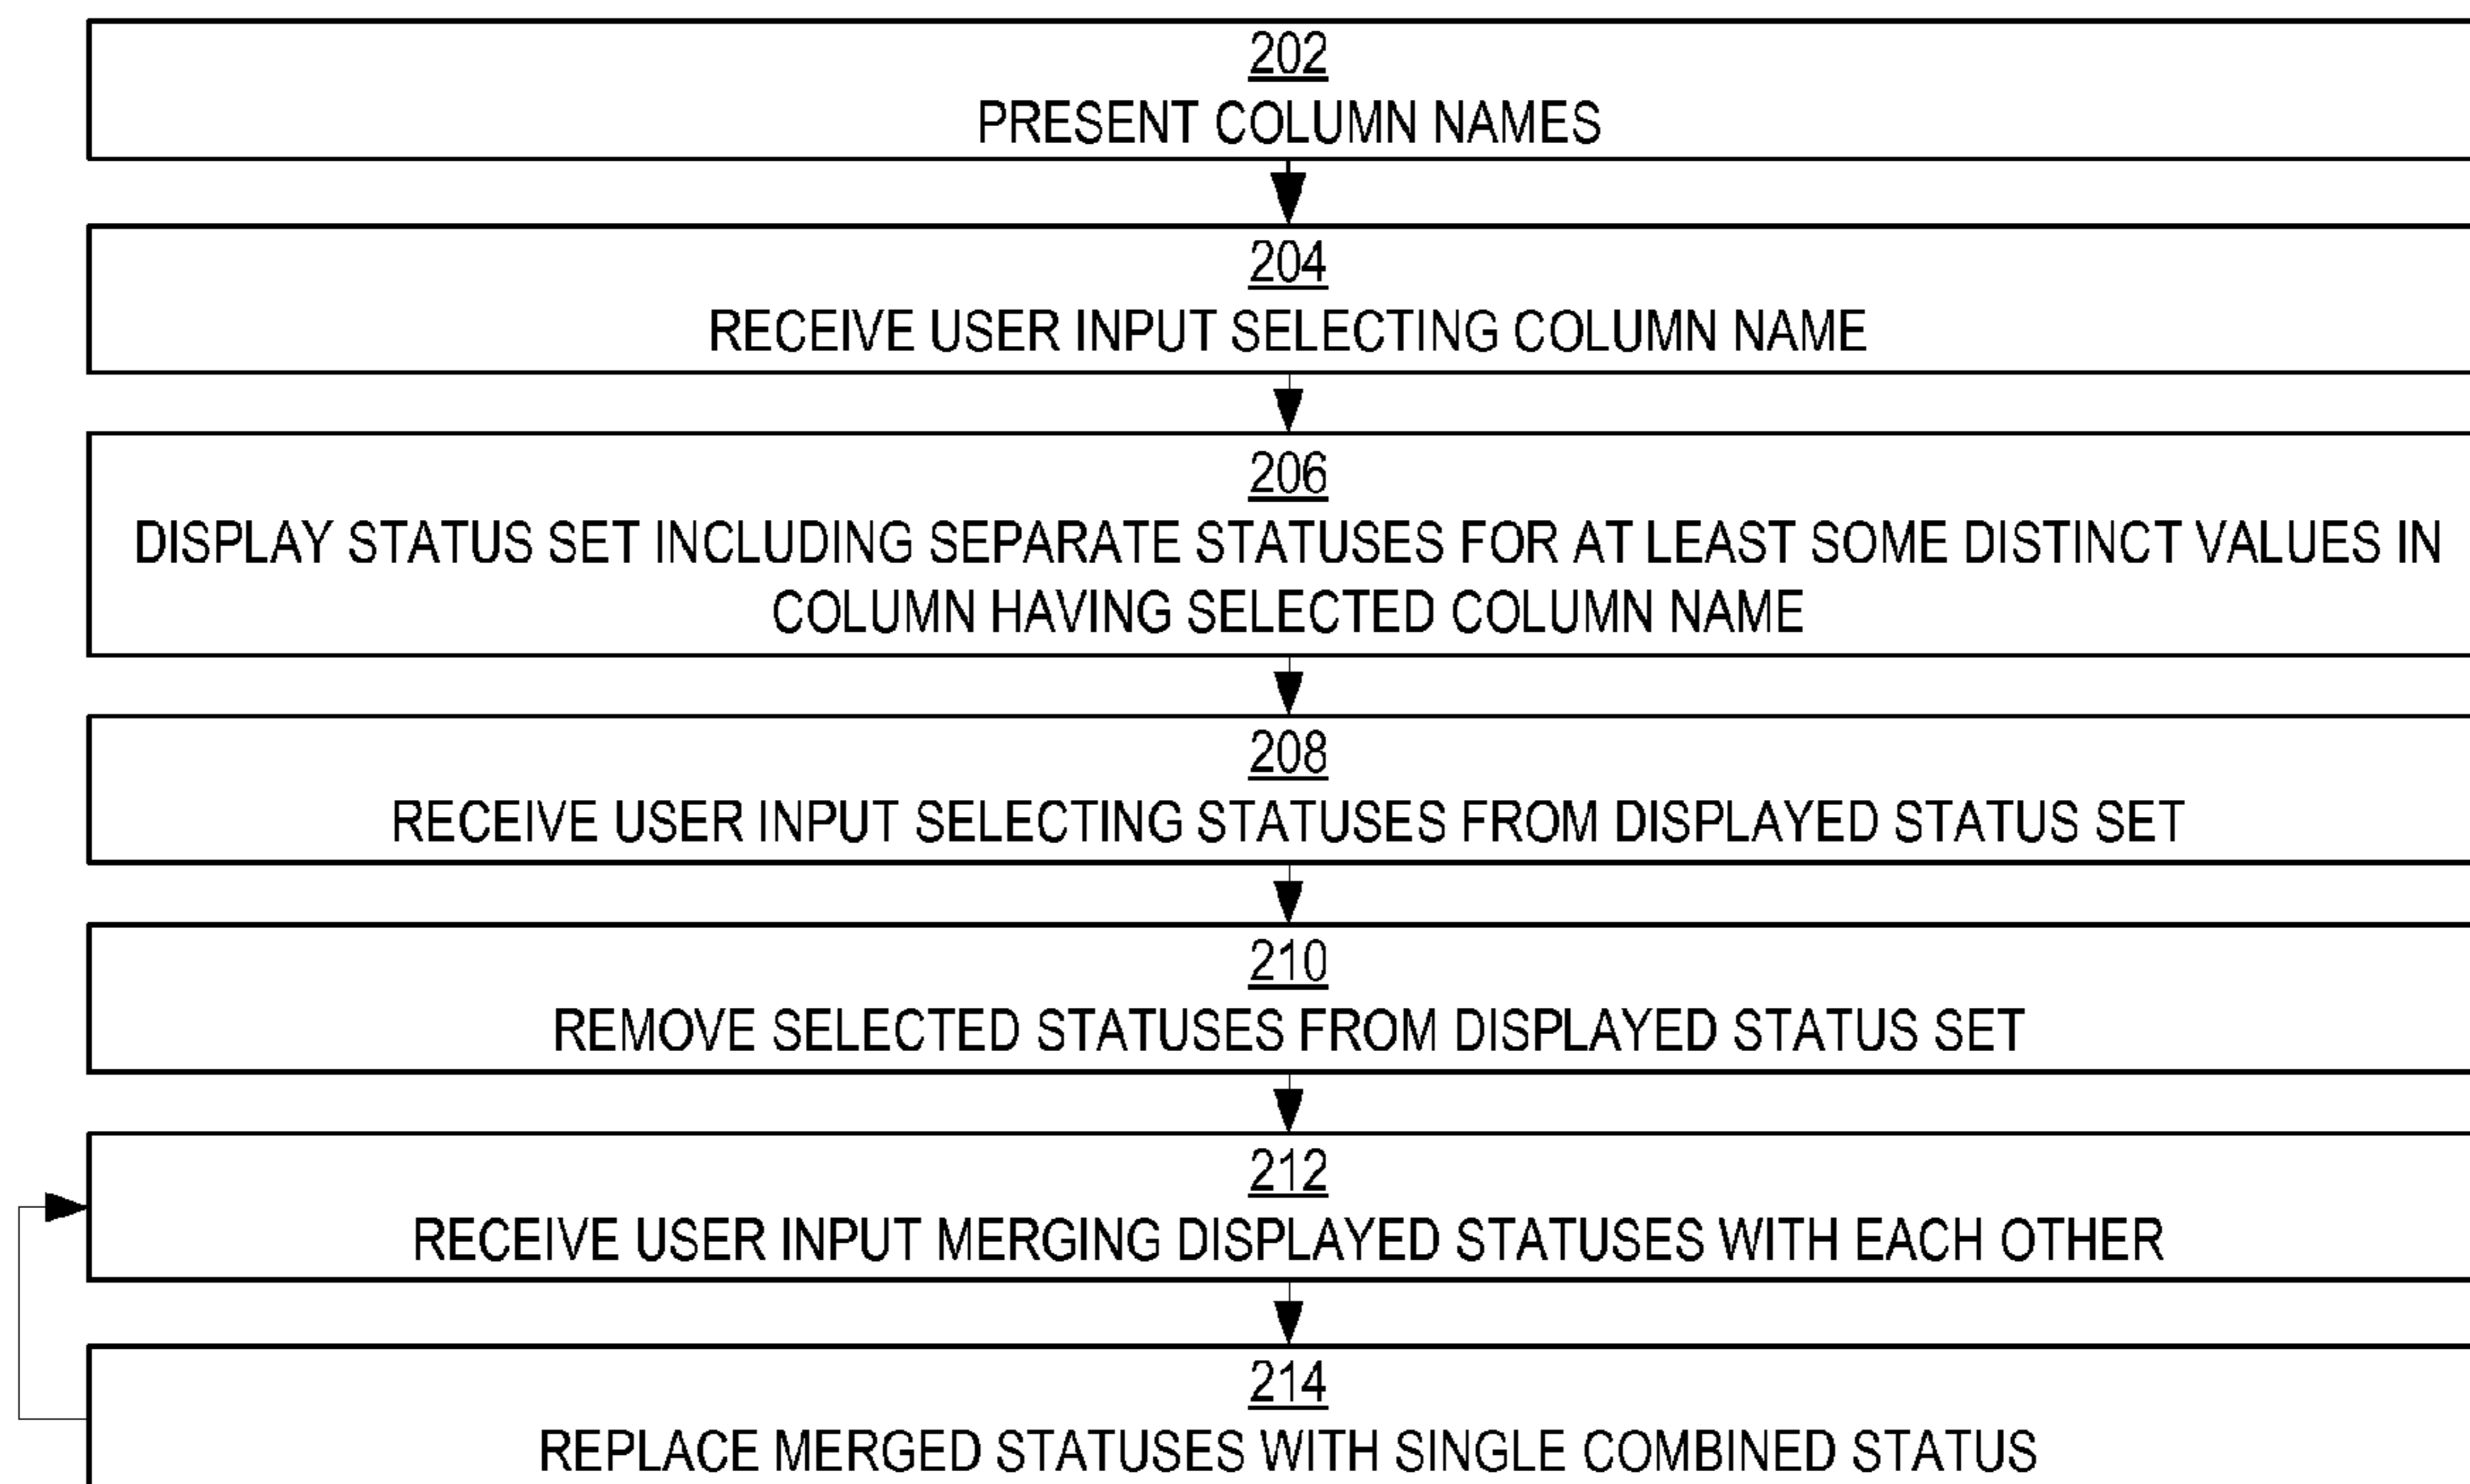 202
PRESENT COLUMN NAMES
204
RECEIVE USER INPUT SELECTING COLUMN NAME
206
DISPLAY STATUS SET INCLUDING SEPARATE STATUSES FOR AT LEAST SOME DISTINCT VALUES IN
COLUMN HAVING SELECTED COLUMN NAME
208
RECEIVE USER INPUT SELECTING STATUSES FROM DISPLAYED STATUS SET
210
REMOVE SELECTED STATUSES FROM DISPLAYED STATUS SET
212
RECEIVE USER INPUT MERGING DISPLAYED STATUSES WITH EACH OTHER
214
REPLACE MERGED STATUSES WITH SINGLE COMBINED STATUS